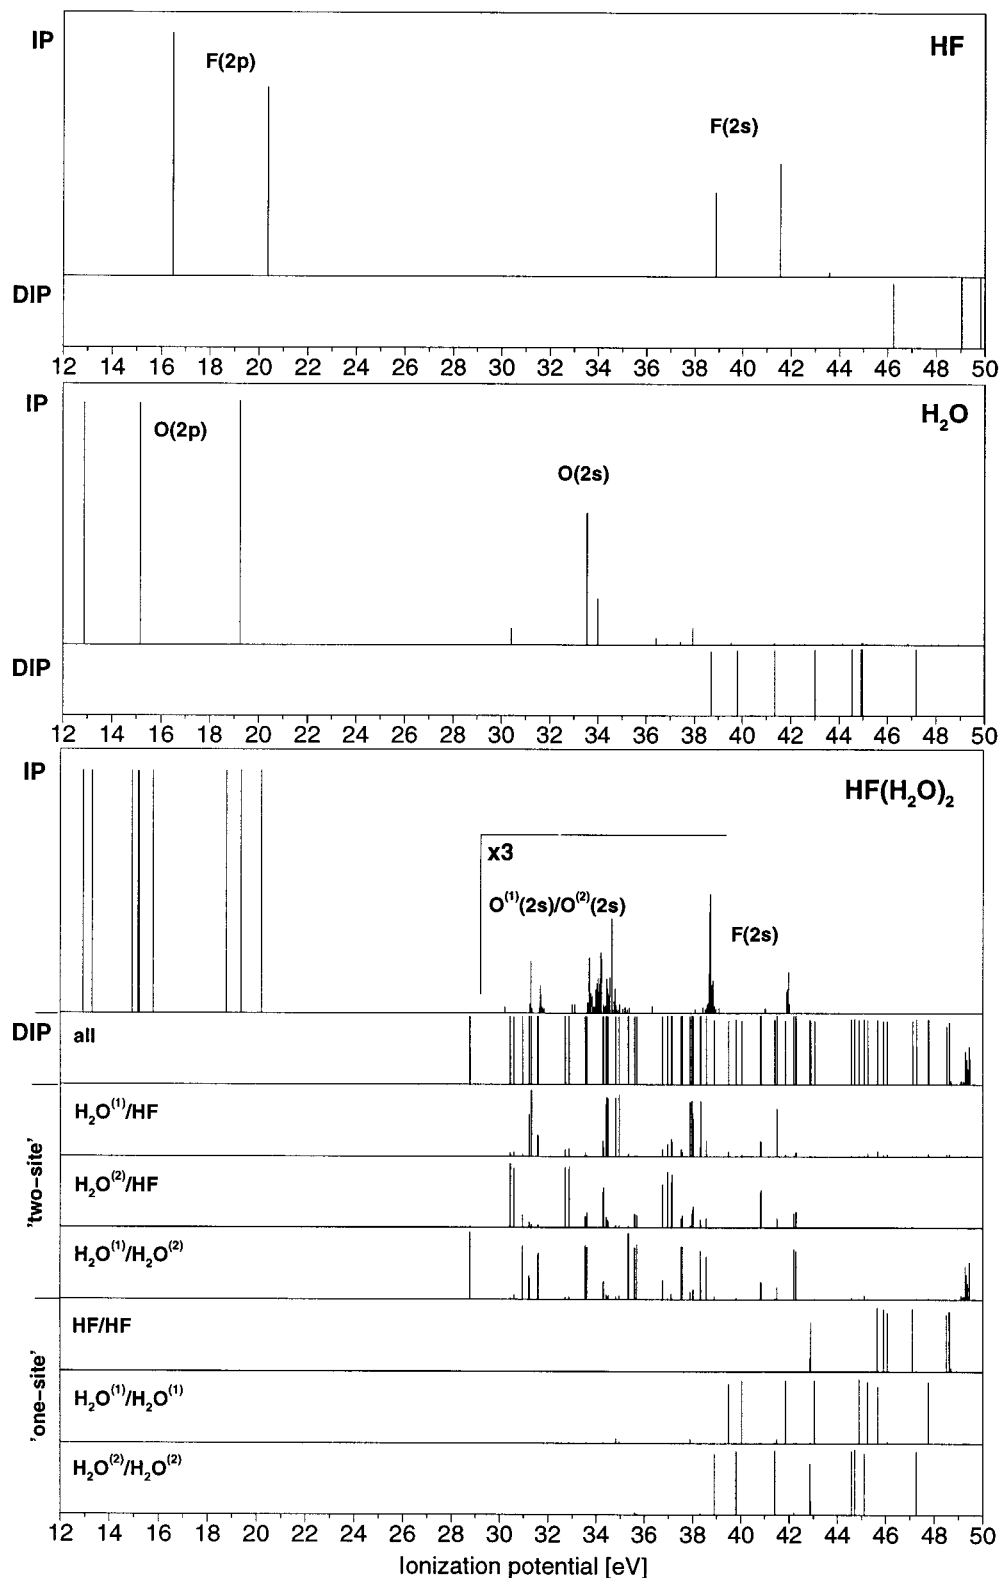 IP
HF
F(2p)
F(2s)
DIP
12 14 16 18 20 22 24 26 28 30 32 34 36 38 40 42 44 46 48 50
IP
H₂O
O(2p)
O(2s)
DIP
12 14 16 18 20 22 24 26 28 30 32 34 36 38 40 42 44 46 48 50
IP
HF(H₂O)₂
x3
O⁽¹⁾(2s)/O⁽²⁾(2s)
F(2s)
DIP
all
'two−site'
H₂O⁽¹⁾/HF
H₂O⁽²⁾/HF
H₂O⁽¹⁾/H₂O⁽²⁾
'one−site'
HF/HF
H₂O⁽¹⁾/H₂O⁽¹⁾
H₂O⁽²⁾/H₂O⁽²⁾
12 14 16 18 20 22 24 26 28 30 32 34 36 38 40 42 44 46 48 50
Ionization potential [eV]